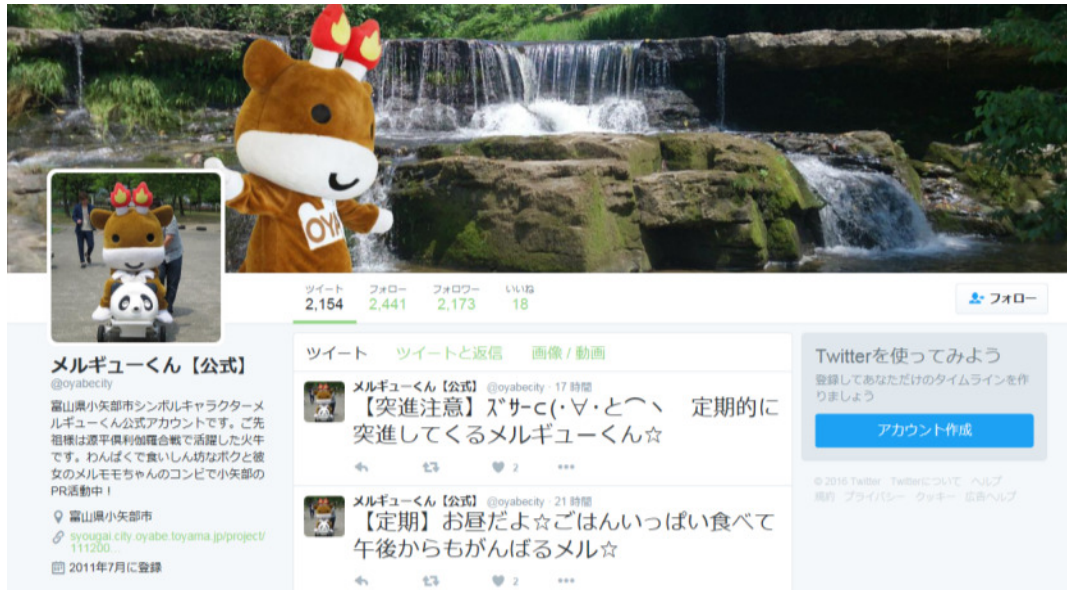 OYA
ツイート フォロー フォロワー いいね
2,154 2,441 2,173 18
フォロー
メルギューくん【公式】
@oyabecity
富山県小矢部市シンボルキャラクターメ
ルギューくん公式アカウントです。ご先
祖様は源平倶利伽羅合戦で活躍した火牛
です。わんぱくで食いしん坊なボクと彼
女のメルモモちゃんのコンビで小矢部の
PR活動中！
富山県小矢部市
syougai.city.oyabe.toyama.jp/project/
111200...
2011年7月に登録
ツイート ツイートと返信 画像 / 動画
メルギューくん【公式】 @oyabecity · 17 時間
【突進注意】ズサーc(·∀·と⌒ヽ 定期的に
突進してくるメルギューくん☆
2
メルギューくん【公式】 @oyabecity · 21 時間
【定期】お昼だよ☆ごはんいっぱい食べて
午後からもがんばるメル☆
2
Twitterを使ってみよう
登録してあなただけのタイムラインを作
りましょう
アカウント作成
© 2016 Twitter Twitterについて ヘルプ
規約 プライバシー クッキー 広告ヘルプ